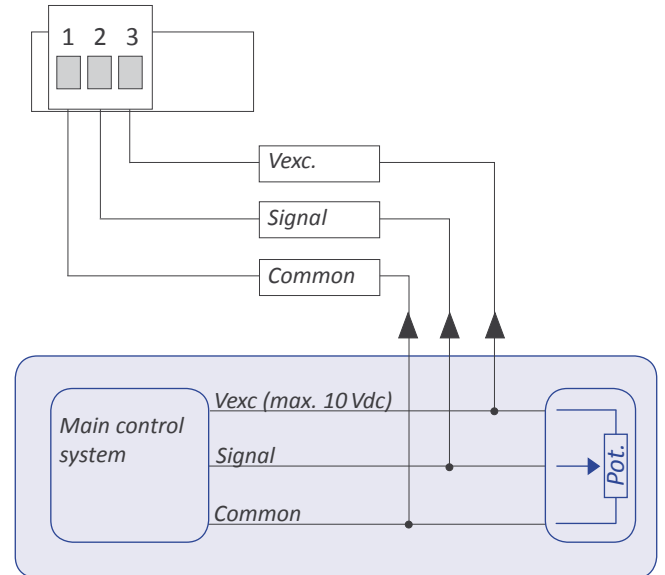 1 2 3
Vexc.
Signal
Common
Vexc (max. 10 Vdc)
Main control
system
Signal
Pot.
Common